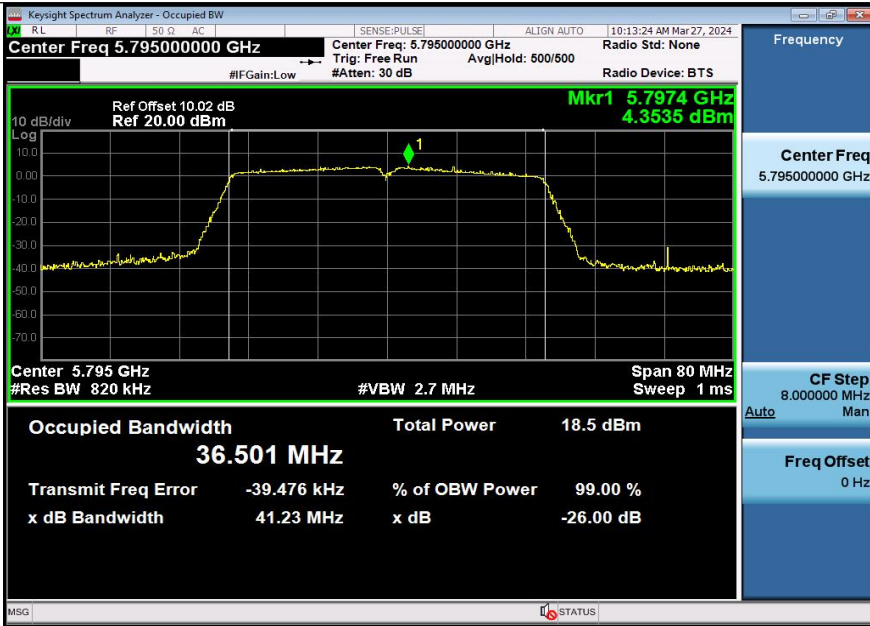 Keysight Spectrum Analyzer - Occupied BW
LXI RL RF 50 Ω AC SENSE:PULSE ALIGN AUTO 10:13:24 AM Mar 27, 2024
Center Freq 5.795000000 GHz
Center Freq: 5.795000000 GHz
Radio Std: None
Trig: Free Run Avg|Hold: 500/500
#IFGain:Low
#Atten: 30 dB
Radio Device: BTS
Ref Offset 10.02 dB
Mkr1 5.7974 GHz
10 dB/div
Ref 20.00 dBm
4.3535 dBm
Log
10.0
1
0.00
-10.0
-20.0
-30.0
-40.0
-50.0
-60.0
-70.0
Center 5.795 GHz
Span 80 MHz
#Res BW 820 kHz
#VBW 2.7 MHz
Sweep 1 ms
Occupied Bandwidth
36.501 MHz
Total Power 18.5 dBm
Transmit Freq Error -39.476 kHz
% of OBW Power 99.00 %
x dB Bandwidth 41.23 MHz
x dB -26.00 dB
MSG
STATUS
Frequency
Center Freq
5.795000000 GHz
CF Step
8.000000 MHz
Auto Man
Freq Offset
0 Hz